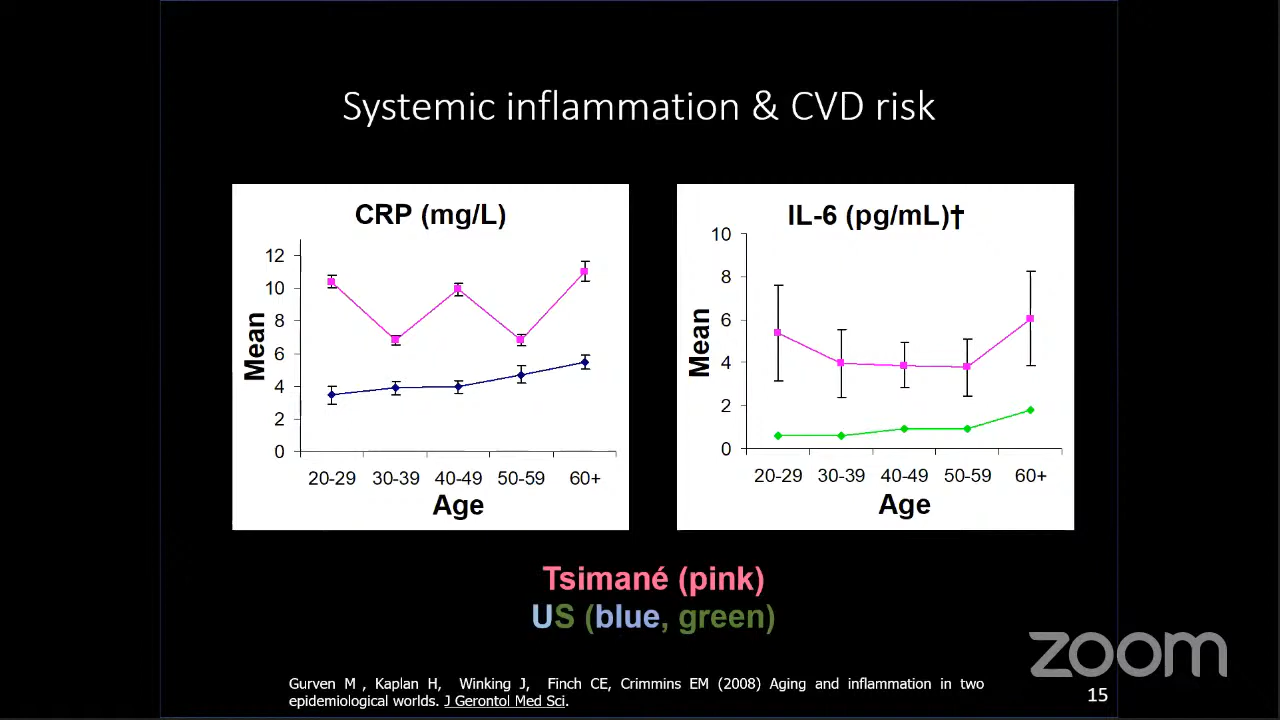 Systemic inflammation & CVD risk
CRP (mg/L)
Mean
12
10
8
6
4
2
0
20-29 30-39 40-49 50-59 60+
Age
IL-6 (pg/mL)†
Mean
10
8
6
4
2
0
20-29 30-39 40-49 50-59 60+
Age
Tsimané (pink)
US (blue, green)
zoom
Gurven M , Kaplan H, Winking J, Finch CE, Crimmins EM (2008) Aging and inflammation in two
epidemiological worlds. J Gerontol Med Sci.
15